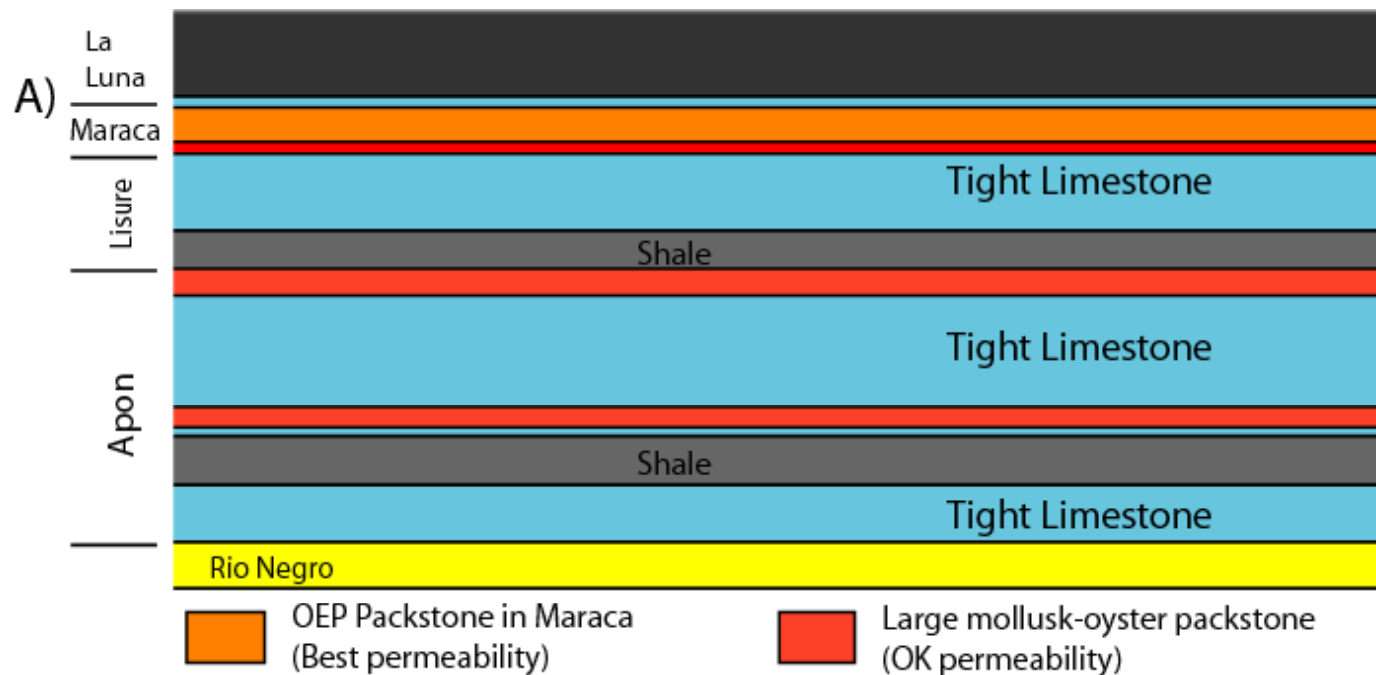 A)
La
Luna
Maraca
Lisure
Apon
Tight Limestone
Shale
Tight Limestone
Shale
Tight Limestone
Rio Negro
OEP Packstone in Maraca
(Best permeability)
Large mollusk-oyster packstone
(OK permeability)